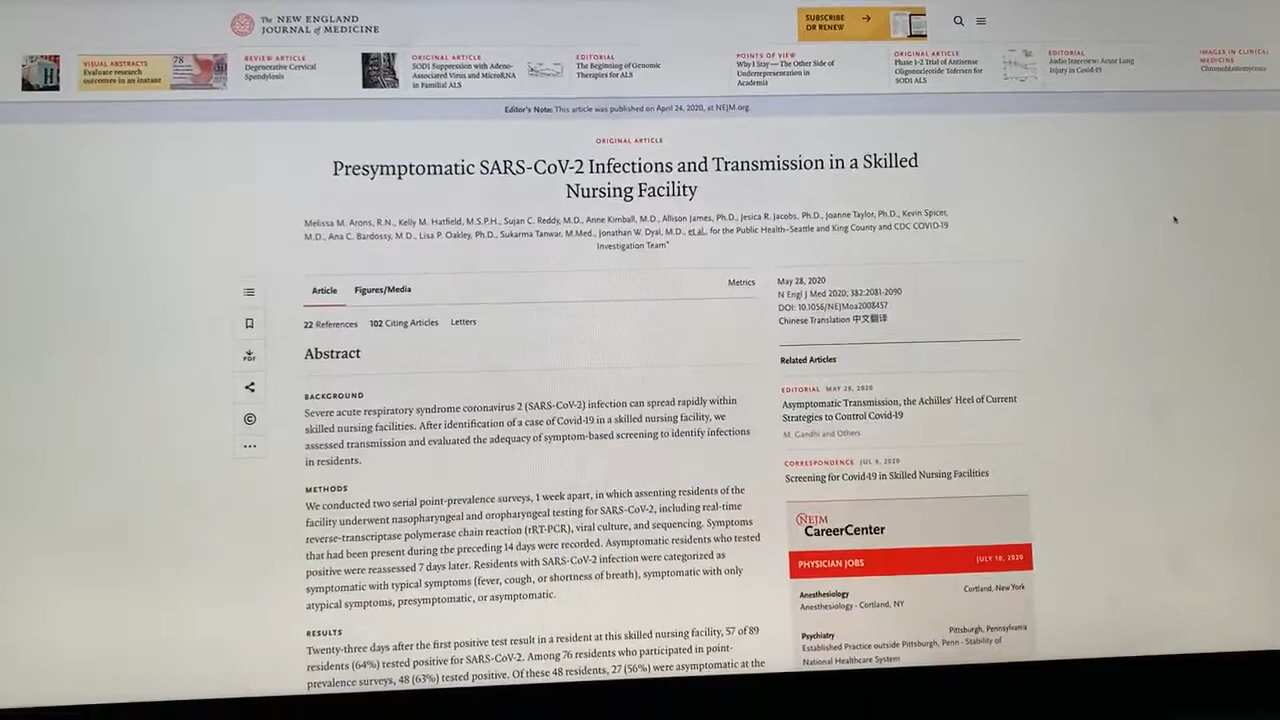 The NEW ENGLAND
JOURNAL of MEDICINE
SUBSCRIBE
OR RENEW
VISUAL ABSTRACTS
Evaluate research
outcomes in an instant
78
REVIEW ARTICLE
Degenerative Cervical
Spondylosis
ORIGINAL ARTICLE
SOD1 Suppression with Adeno-
Associated Virus and MicroRNA
in Familial ALS
EDITORIAL
The Beginning of Genomic
Therapies for ALS
POINTS OF VIEW
Why I Stay — The Other Side of
Underrepresentation in
Academia
ORIGINAL ARTICLE
Phase 1–2 Trial of Antisense
Oligonucleotide Tofersen for
SOD1 ALS
EDITORIAL
Audio Interview: Acute Lung
Injury in Covid-19
IMAGES IN CLINICAL
MEDICINE
Chromoblastomycosis
Editor's Note: This article was published on April 24, 2020, at NEJM.org.
ORIGINAL ARTICLE
Presymptomatic SARS-CoV-2 Infections and Transmission in a Skilled
Nursing Facility
Melissa M. Arons, R.N., Kelly M. Hatfield, M.S.P.H., Sujan C. Reddy, M.D., Anne Kimball, M.D., Allison James, Ph.D., Jesica R. Jacobs, Ph.D., Joanne Taylor, Ph.D., Kevin Spicer,
M.D., Ana C. Bardossy, M.D., Lisa P. Oakley, Ph.D., Sukarma Tanwar, M.Med., Jonathan W. Dyal, M.D., et al., for the Public Health–Seattle and King County and CDC COVID-19
Investigation Team*
Article Figures/Media Metrics
22 References 102 Citing Articles Letters
Abstract
BACKGROUND
Severe acute respiratory syndrome coronavirus 2 (SARS-CoV-2) infection can spread rapidly within
skilled nursing facilities. After identification of a case of Covid-19 in a skilled nursing facility, we
assessed transmission and evaluated the adequacy of symptom-based screening to identify infections
in residents.
METHODS
We conducted two serial point-prevalence surveys, 1 week apart, in which assenting residents of the
facility underwent nasopharyngeal and oropharyngeal testing for SARS-CoV-2, including real-time
reverse-transcriptase polymerase chain reaction (rRT-PCR), viral culture, and sequencing. Symptoms
that had been present during the preceding 14 days were recorded. Asymptomatic residents who tested
positive were reassessed 7 days later. Residents with SARS-CoV-2 infection were categorized as
symptomatic with typical symptoms (fever, cough, or shortness of breath), symptomatic with only
atypical symptoms, presymptomatic, or asymptomatic.
RESULTS
Twenty-three days after the first positive test result in a resident at this skilled nursing facility, 57 of 89
residents (64%) tested positive for SARS-CoV-2. Among 76 residents who participated in point-
prevalence surveys, 48 (63%) tested positive. Of these 48 residents, 27 (56%) were asymptomatic at the
PDF
May 28, 2020
N Engl J Med 2020; 382:2081-2090
DOI: 10.1056/NEJMoa2008457
Chinese Translation 中文翻译
Related Articles
EDITORIAL MAY 28, 2020
Asymptomatic Transmission, the Achilles' Heel of Current
Strategies to Control Covid-19
M. Gandhi and Others
CORRESPONDENCE JUL 9, 2020
Screening for Covid-19 in Skilled Nursing Facilities
NEJM
CareerCenter
PHYSICIAN JOBS JULY 10, 2020
Anesthesiology Cortland, New York
Anesthesiology - Cortland, NY
Psychiatry Pittsburgh, Pennsylvania
Established Practice outside Pittsburgh, Penn - Stability of
National Healthcare System